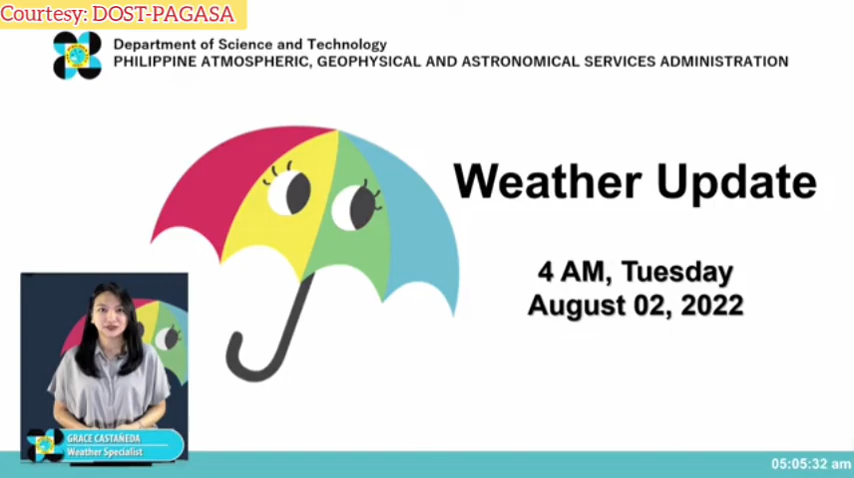 Courtesy: DOST-PAGASA
Department of Science and Technology
PHILIPPINE ATMOSPHERIC, GEOPHYSICAL AND ASTRONOMICAL SERVICES ADMINISTRATION
Weather Update
4 AM, Tuesday
August 02, 2022
GRACE CASTAÑEDA
Weather Specialist
05:05:32 am